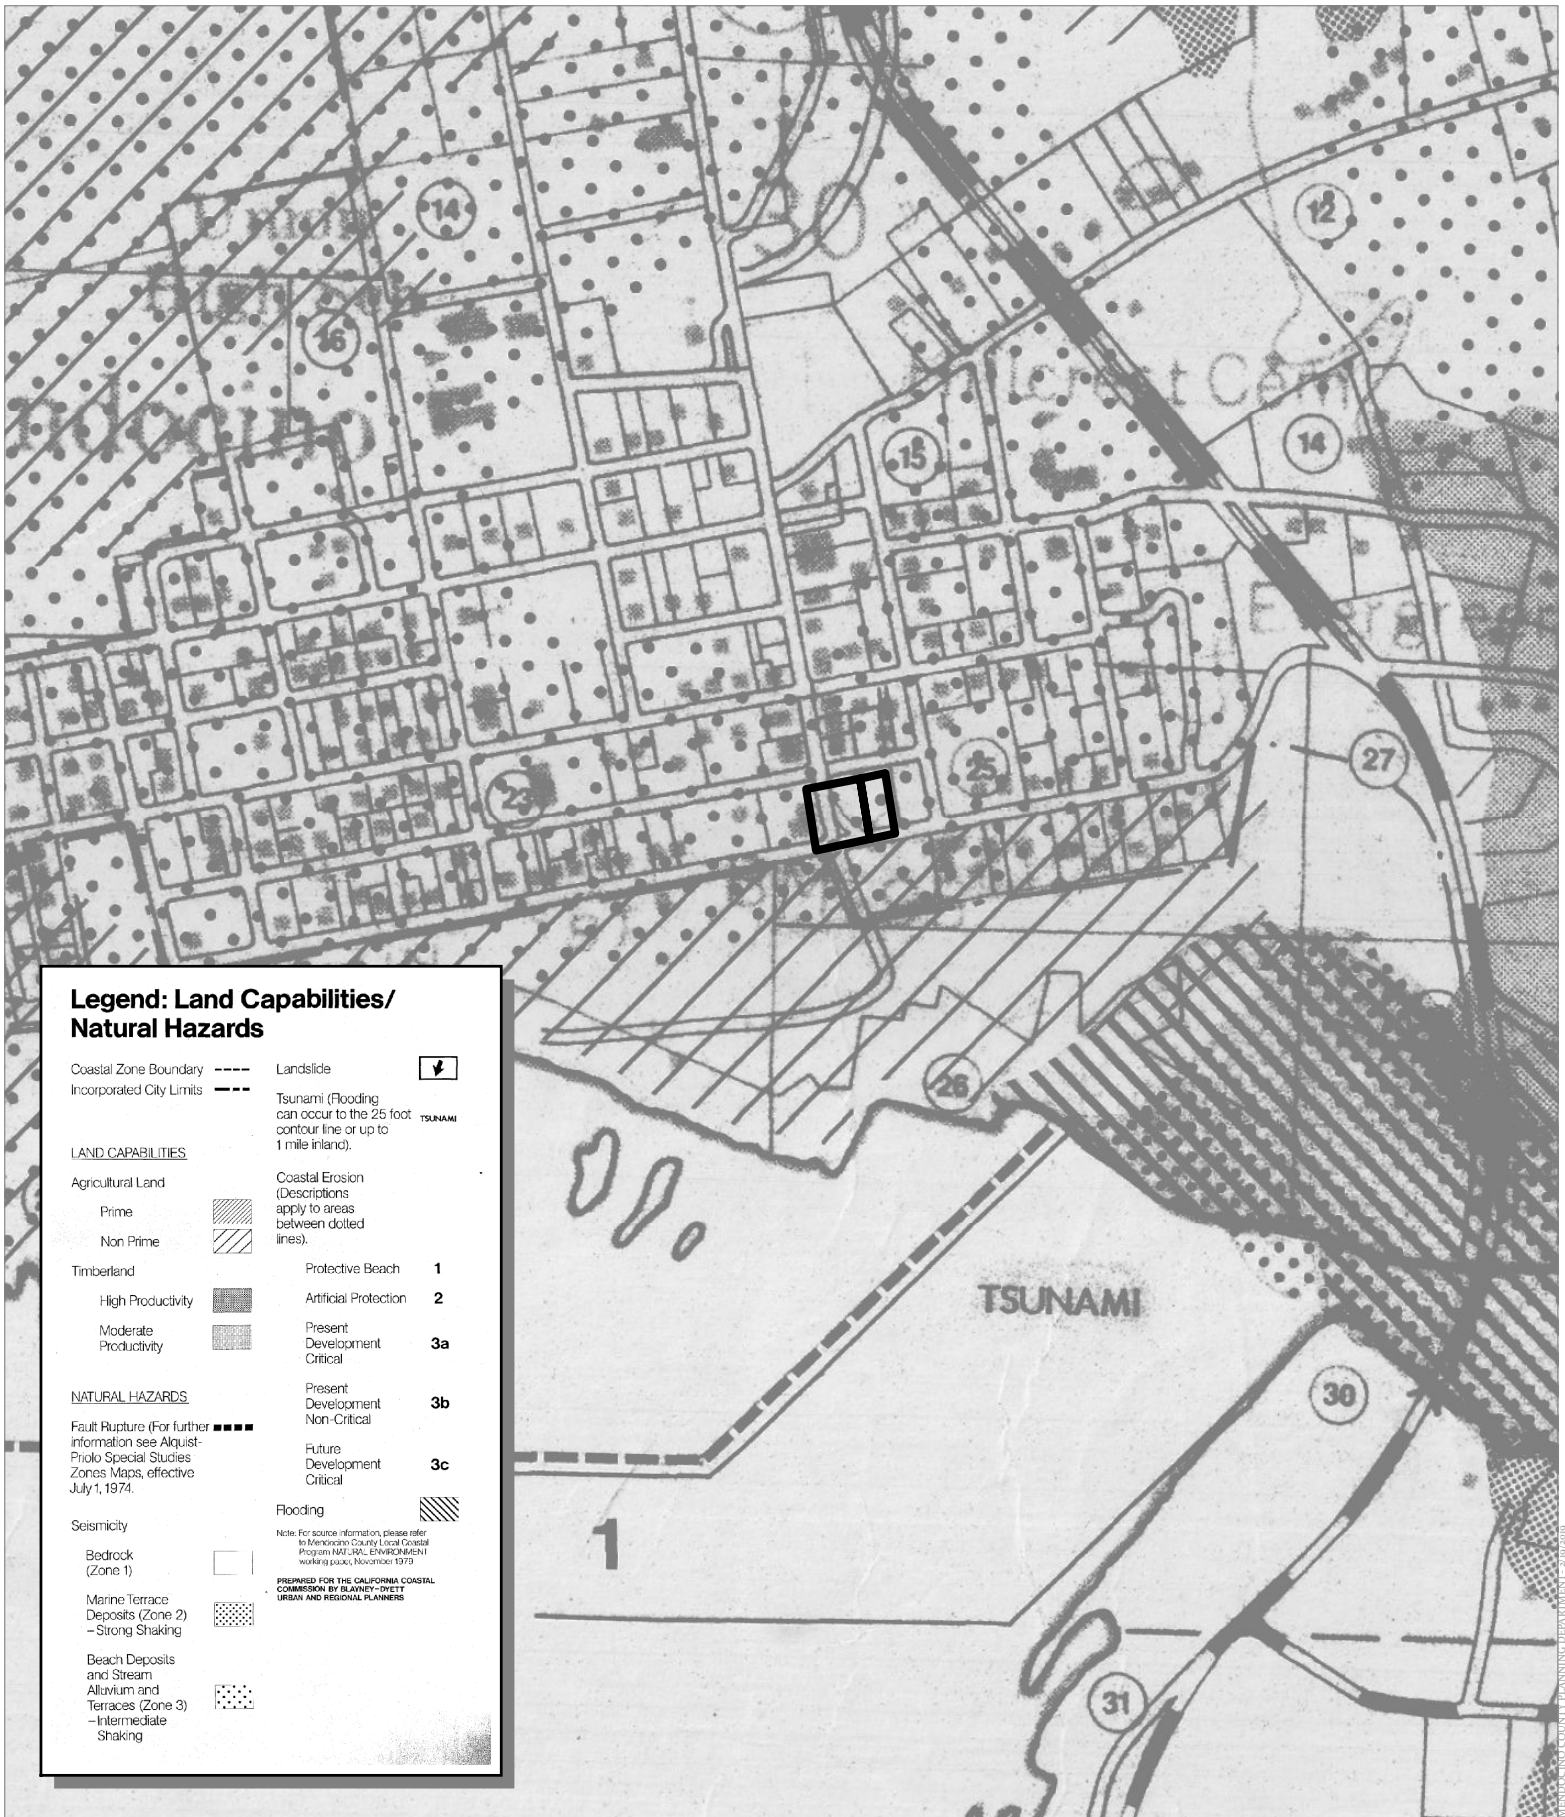 14
12
16
crest Cem
15
14
27
25
23
26
TSUNAMI
30
1
31
Legend: Land Capabilities/
Natural Hazards
Coastal Zone Boundary
Incorporated City Limits
LAND CAPABILITIES
Agricultural Land
Prime
Non Prime
Timberland
High Productivity
Moderate
Productivity
NATURAL HAZARDS
Fault Rupture (For further
information see Alquist-
Priolo Special Studies
Zones Maps, effective
July 1, 1974.
Seismicity
Bedrock
(Zone 1)
Marine Terrace
Deposits (Zone 2)
–Strong Shaking
Beach Deposits
and Stream
Alluvium and
Terraces (Zone 3)
–Intermediate
Shaking
Landslide
Tsunami (Flooding
can occur to the 25 foot
contour line or up to
1 mile inland).
TSUNAMI
Coastal Erosion
(Descriptions
apply to areas
between dotted
lines).
Protective Beach 1
Artificial Protection 2
Present
Development 3a
Critical
Present
Development 3b
Non-Critical
Future
Development 3c
Critical
Flooding
Note: For source information, please refer
to Mendocino County Local Coastal
Program NATURAL ENVIRONMENT
working paper, November 1979
PREPARED FOR THE CALIFORNIA COASTAL
COMMISSION BY BLAYNEY-DYETT
URBAN AND REGIONAL PLANNERS
MENDOCINO COUNTY PLANNING DEPARTMENT